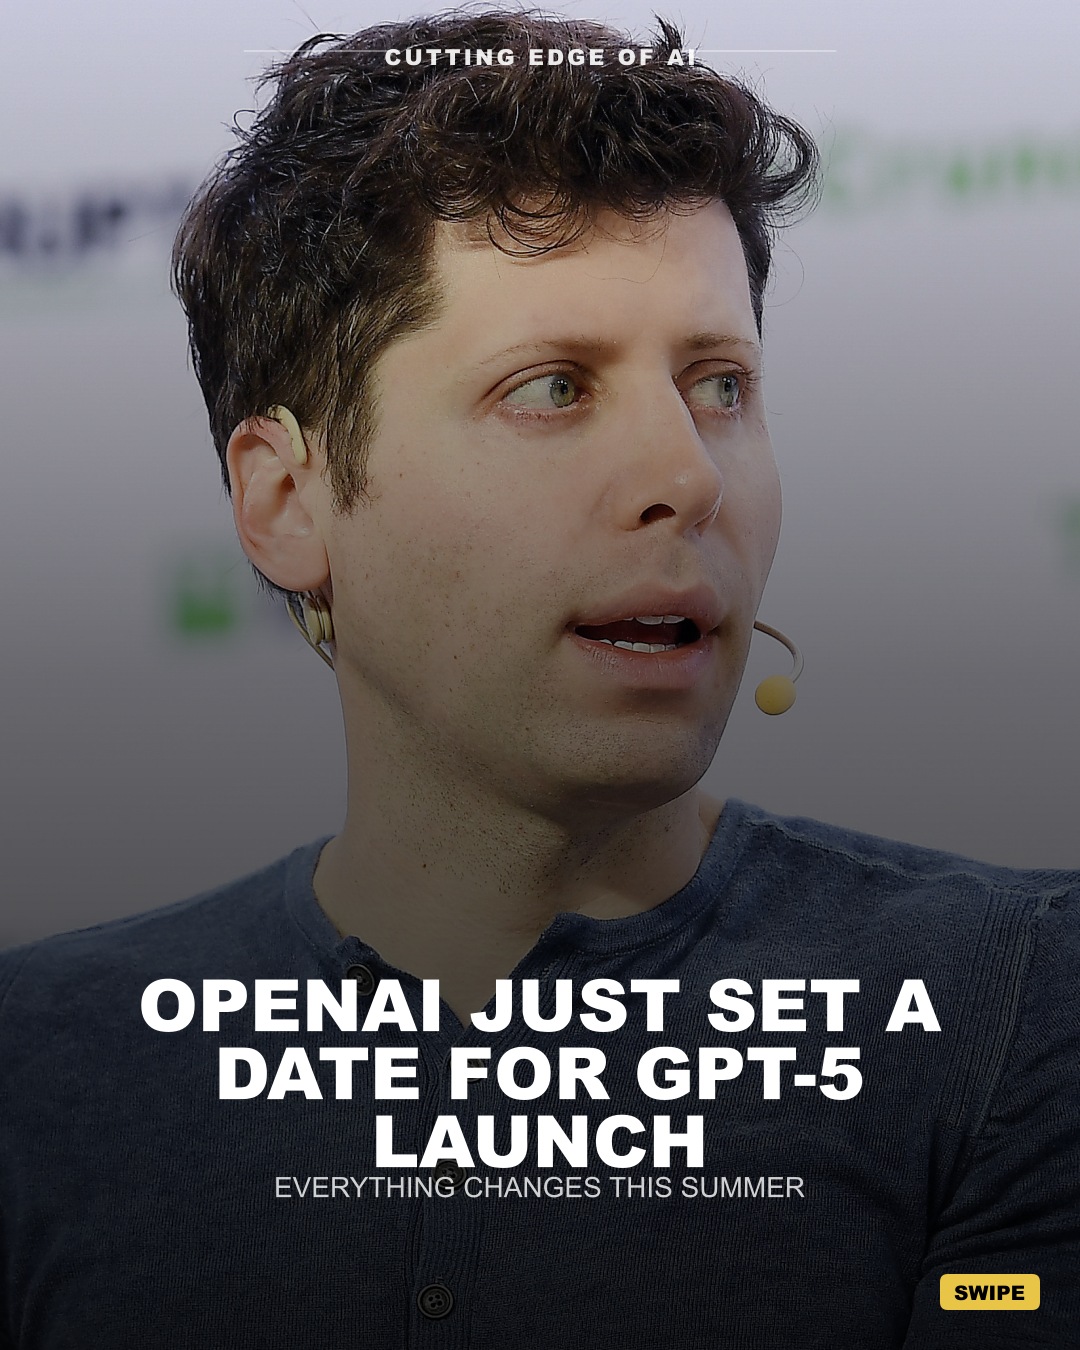 CUTTING EDGE OF AI
OPENAI JUST SET A
DATE FOR GPT-5
LAUNCH
EVERYTHING CHANGES THIS SUMMER
SWIPE